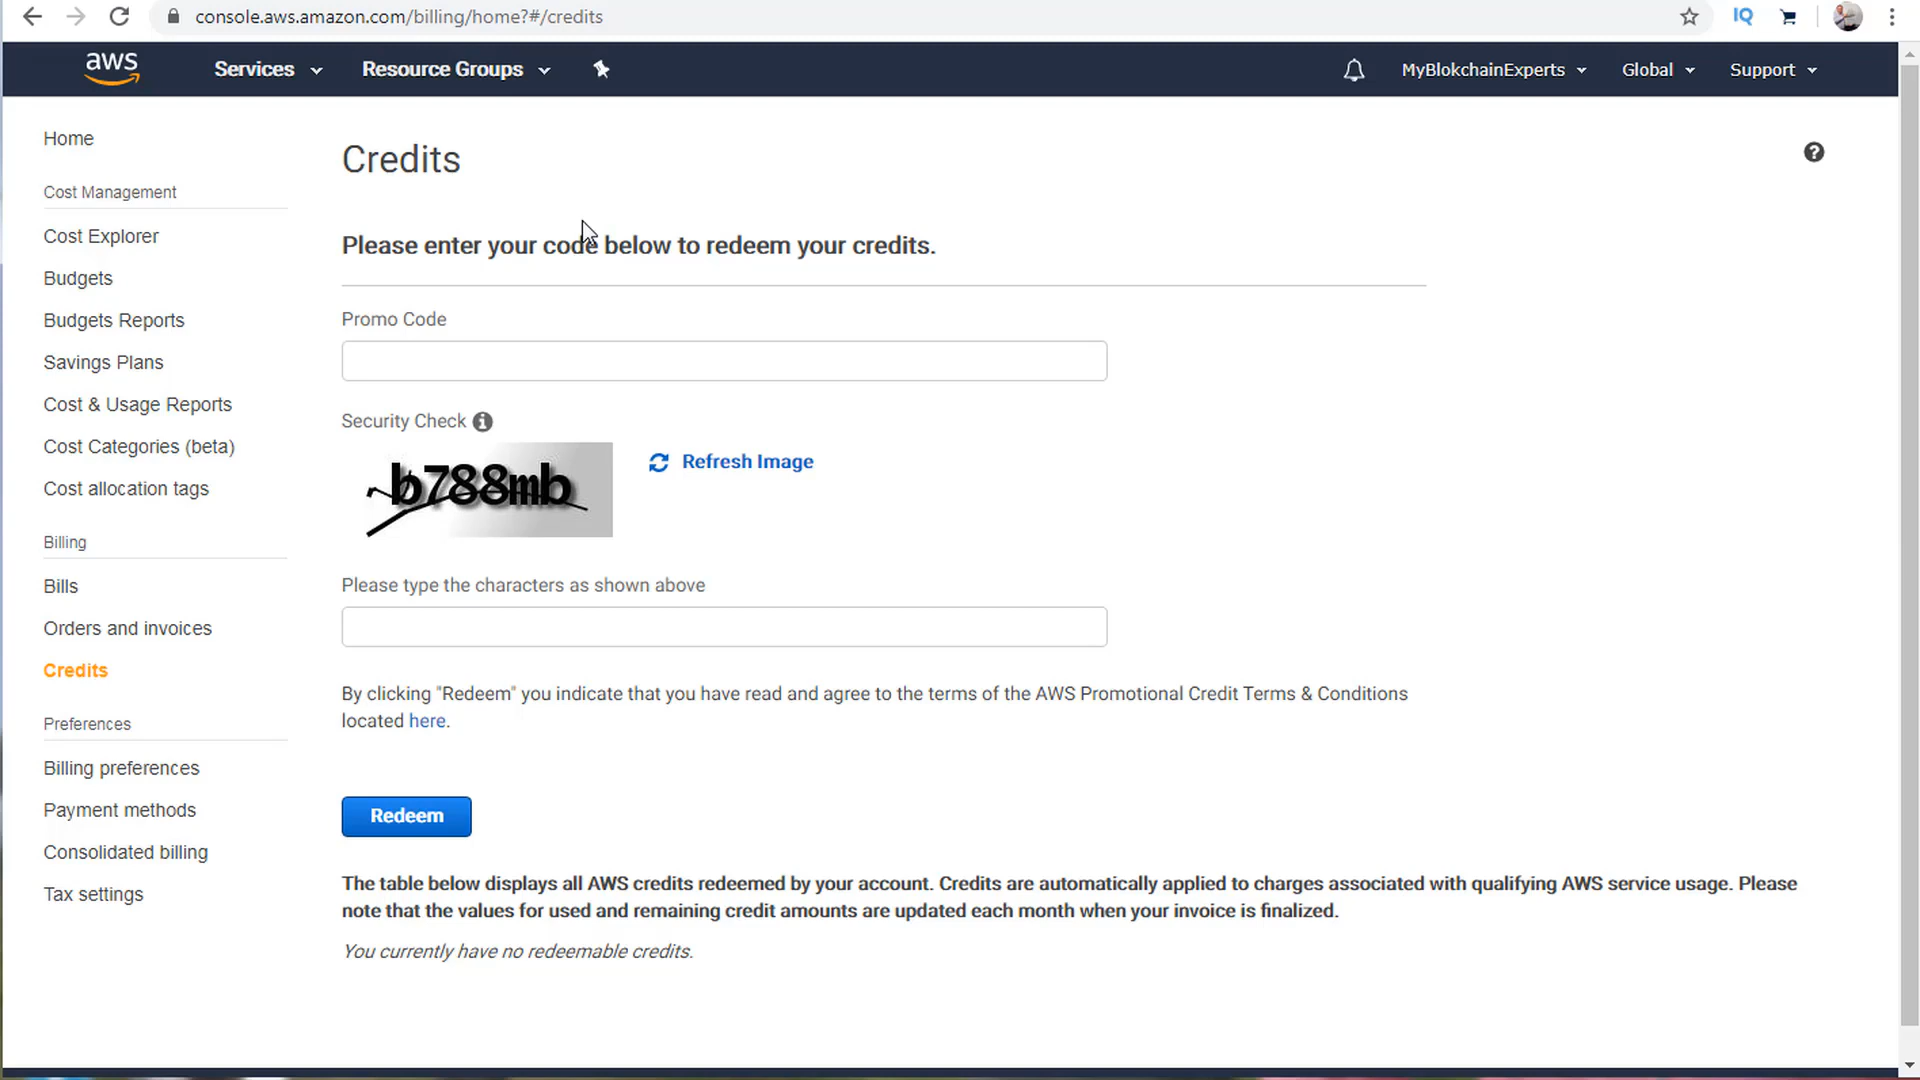 console.aws.amazon.com/billing/home?#/credits
IQ
aws
Services
Resource Groups
MyBlokchainExperts
Global
Support
Home
Cost Management
Cost Explorer
Budgets
Budgets Reports
Savings Plans
Cost & Usage Reports
Cost Categories (beta)
Cost allocation tags
Billing
Bills
Orders and invoices
Credits
Preferences
Billing preferences
Payment methods
Consolidated billing
Tax settings
Credits
Please enter your code below to redeem your credits.
Promo Code
Security Check
b788mb
Refresh Image
Please type the characters as shown above
By clicking "Redeem" you indicate that you have read and agree to the terms of the AWS Promotional Credit Terms & Conditions
located here.
Redeem
The table below displays all AWS credits redeemed by your account. Credits are automatically applied to charges associated with qualifying AWS service usage. Please
note that the values for used and remaining credit amounts are updated each month when your invoice is finalized.
You currently have no redeemable credits.